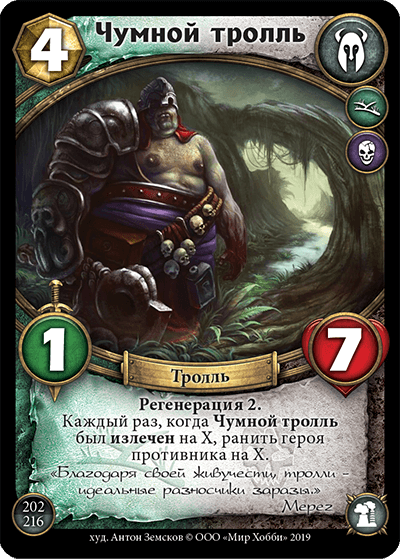 4
Чумной тролль
1
7
Тролль
Регенерация 2.
Каждый раз, когда Чумной тролль
был излечен на X, ранить героя
противника на X.
«Благодаря своей живучести, тролли –
идеальные разносчики заразы.»
Мерег
202
216
худ. Антон Земсков © ООО «Мир Хобби» 2019